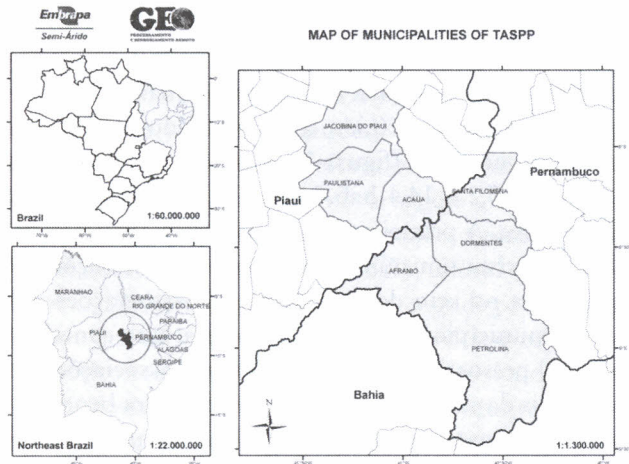 Embrapa
Semi-Árido
GEO
MAP OF MUNICIPALITIES OF TASPP
Brazil
1:60.000.000
MARANHAO
CEARA
RIO GRANDE DO NORTE
PARAIBA
PIAUI
PERNAMBUCO
ALAGOAS
SERGIPE
BAHIA
Northeast Brazil
1:22.000.000
JACOBINA DO PIAUI
PAULISTANA
ACAUA
SANTA FILOMENA
Pernambuco
Piaui
DORMENTES
AFRANIO
PETROLINA
Bahia
N
1:1.300.000